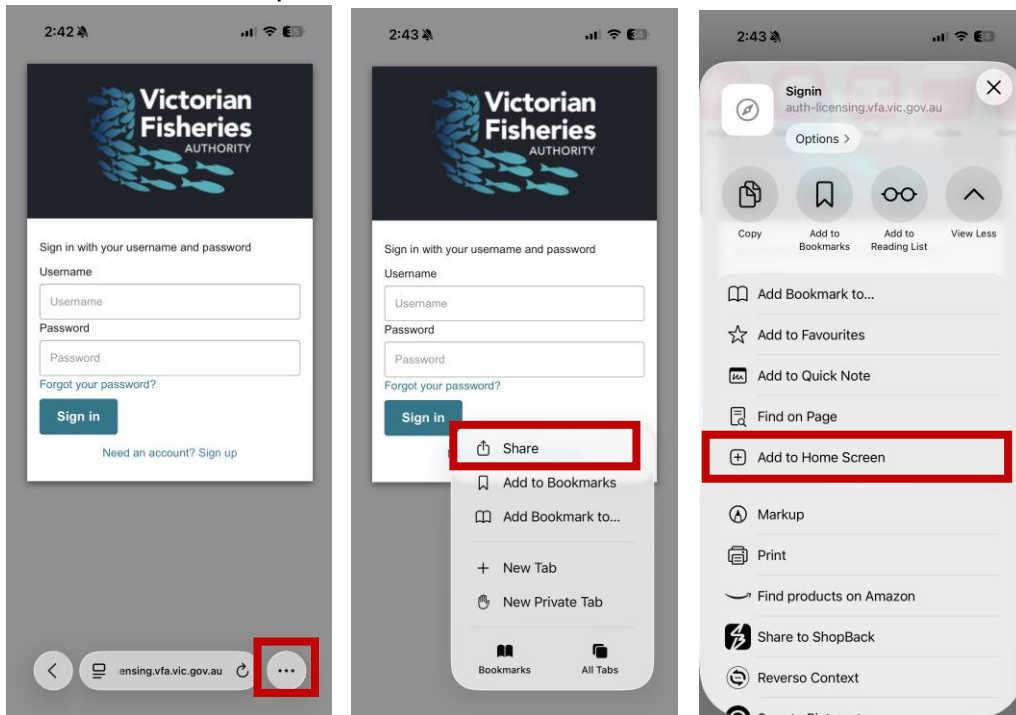 2:42
Victorian
Fisheries
AUTHORITY
Sign in with your username and password
Username
Username
Password
Password
Forgot your password?
Sign in
Need an account? Sign up
ensing.vfa.vic.gov.au
2:43
Victorian
Fisheries
AUTHORITY
Sign in with your username and password
Username
Username
Password
Password
Forgot your password?
Sign in
Share
Add to Bookmarks
Add Bookmark to...
New Tab
New Private Tab
Bookmarks
All Tabs
2:43
Signin
auth-licensing.vfa.vic.gov.au
Options >
Copy
Add to Bookmarks
Add to Reading List
View Less
Add Bookmark to...
Add to Favourites
Add to Quick Note
Find on Page
Add to Home Screen
Markup
Print
Find products on Amazon
Share to ShopBack
Reverso Context